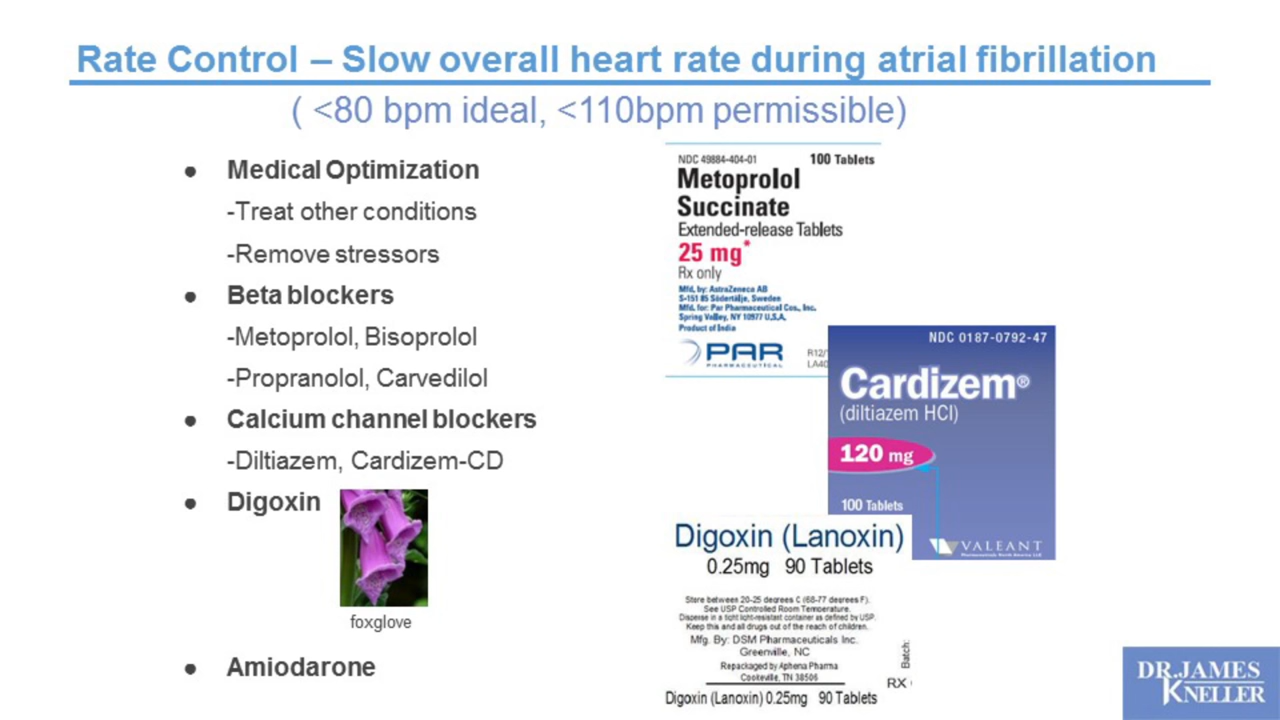 Rate Control – Slow overall heart rate during atrial fibrillation
( <80 bpm ideal, <110bpm permissible)
● Medical Optimization
-Treat other conditions
-Remove stressors
● Beta blockers
-Metoprolol, Bisoprolol
-Propranolol, Carvedilol
● Calcium channel blockers
-Diltiazem, Cardizem-CD
● Digoxin
foxglove
● Amiodarone
NDC 49884-404-01 100 Tablets
Metoprolol
Succinate
Extended-release Tablets
25 mg*
Rx only
Mfd. by: AstraZeneca AB
S-151 85 Södertälje, Sweden
Mfd. for: Par Pharmaceutical Cos., Inc.
Spring Valley, NY 10977 U.S.A.
Product of India
PAR
PHARMACEUTICAL
R12/
LA40
NDC 0187-0792-47
Cardizem®
(diltiazem HCl)
120 mg
100 Tablets
VALEANT
Digoxin (Lanoxin)
0.25mg 90 Tablets
Store between 20-25 degrees C (68-77 degrees F).
See USP Controlled Room Temperature.
Dispense in a tight light-resistant container as defined by USP.
Keep this and all drugs out of the reach of children.
Mfg. By: DSM Pharmaceuticals Inc.
Greenville, NC
Repackaged by Aphena Pharma
Cookeville, TN 38506
Batch:
RX
Digoxin (Lanoxin) 0.25mg 90 Tablets
DR.JAMES
KNELLER